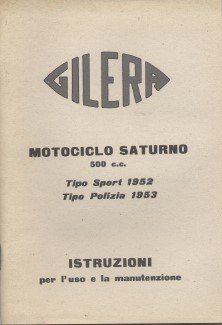 GILERA
MOTOCICLO SATURNO
500 c.c.
Tipo Sport 1952
Tipo Polizia 1953
ISTRUZIONI
per l'uso e la manutenzione